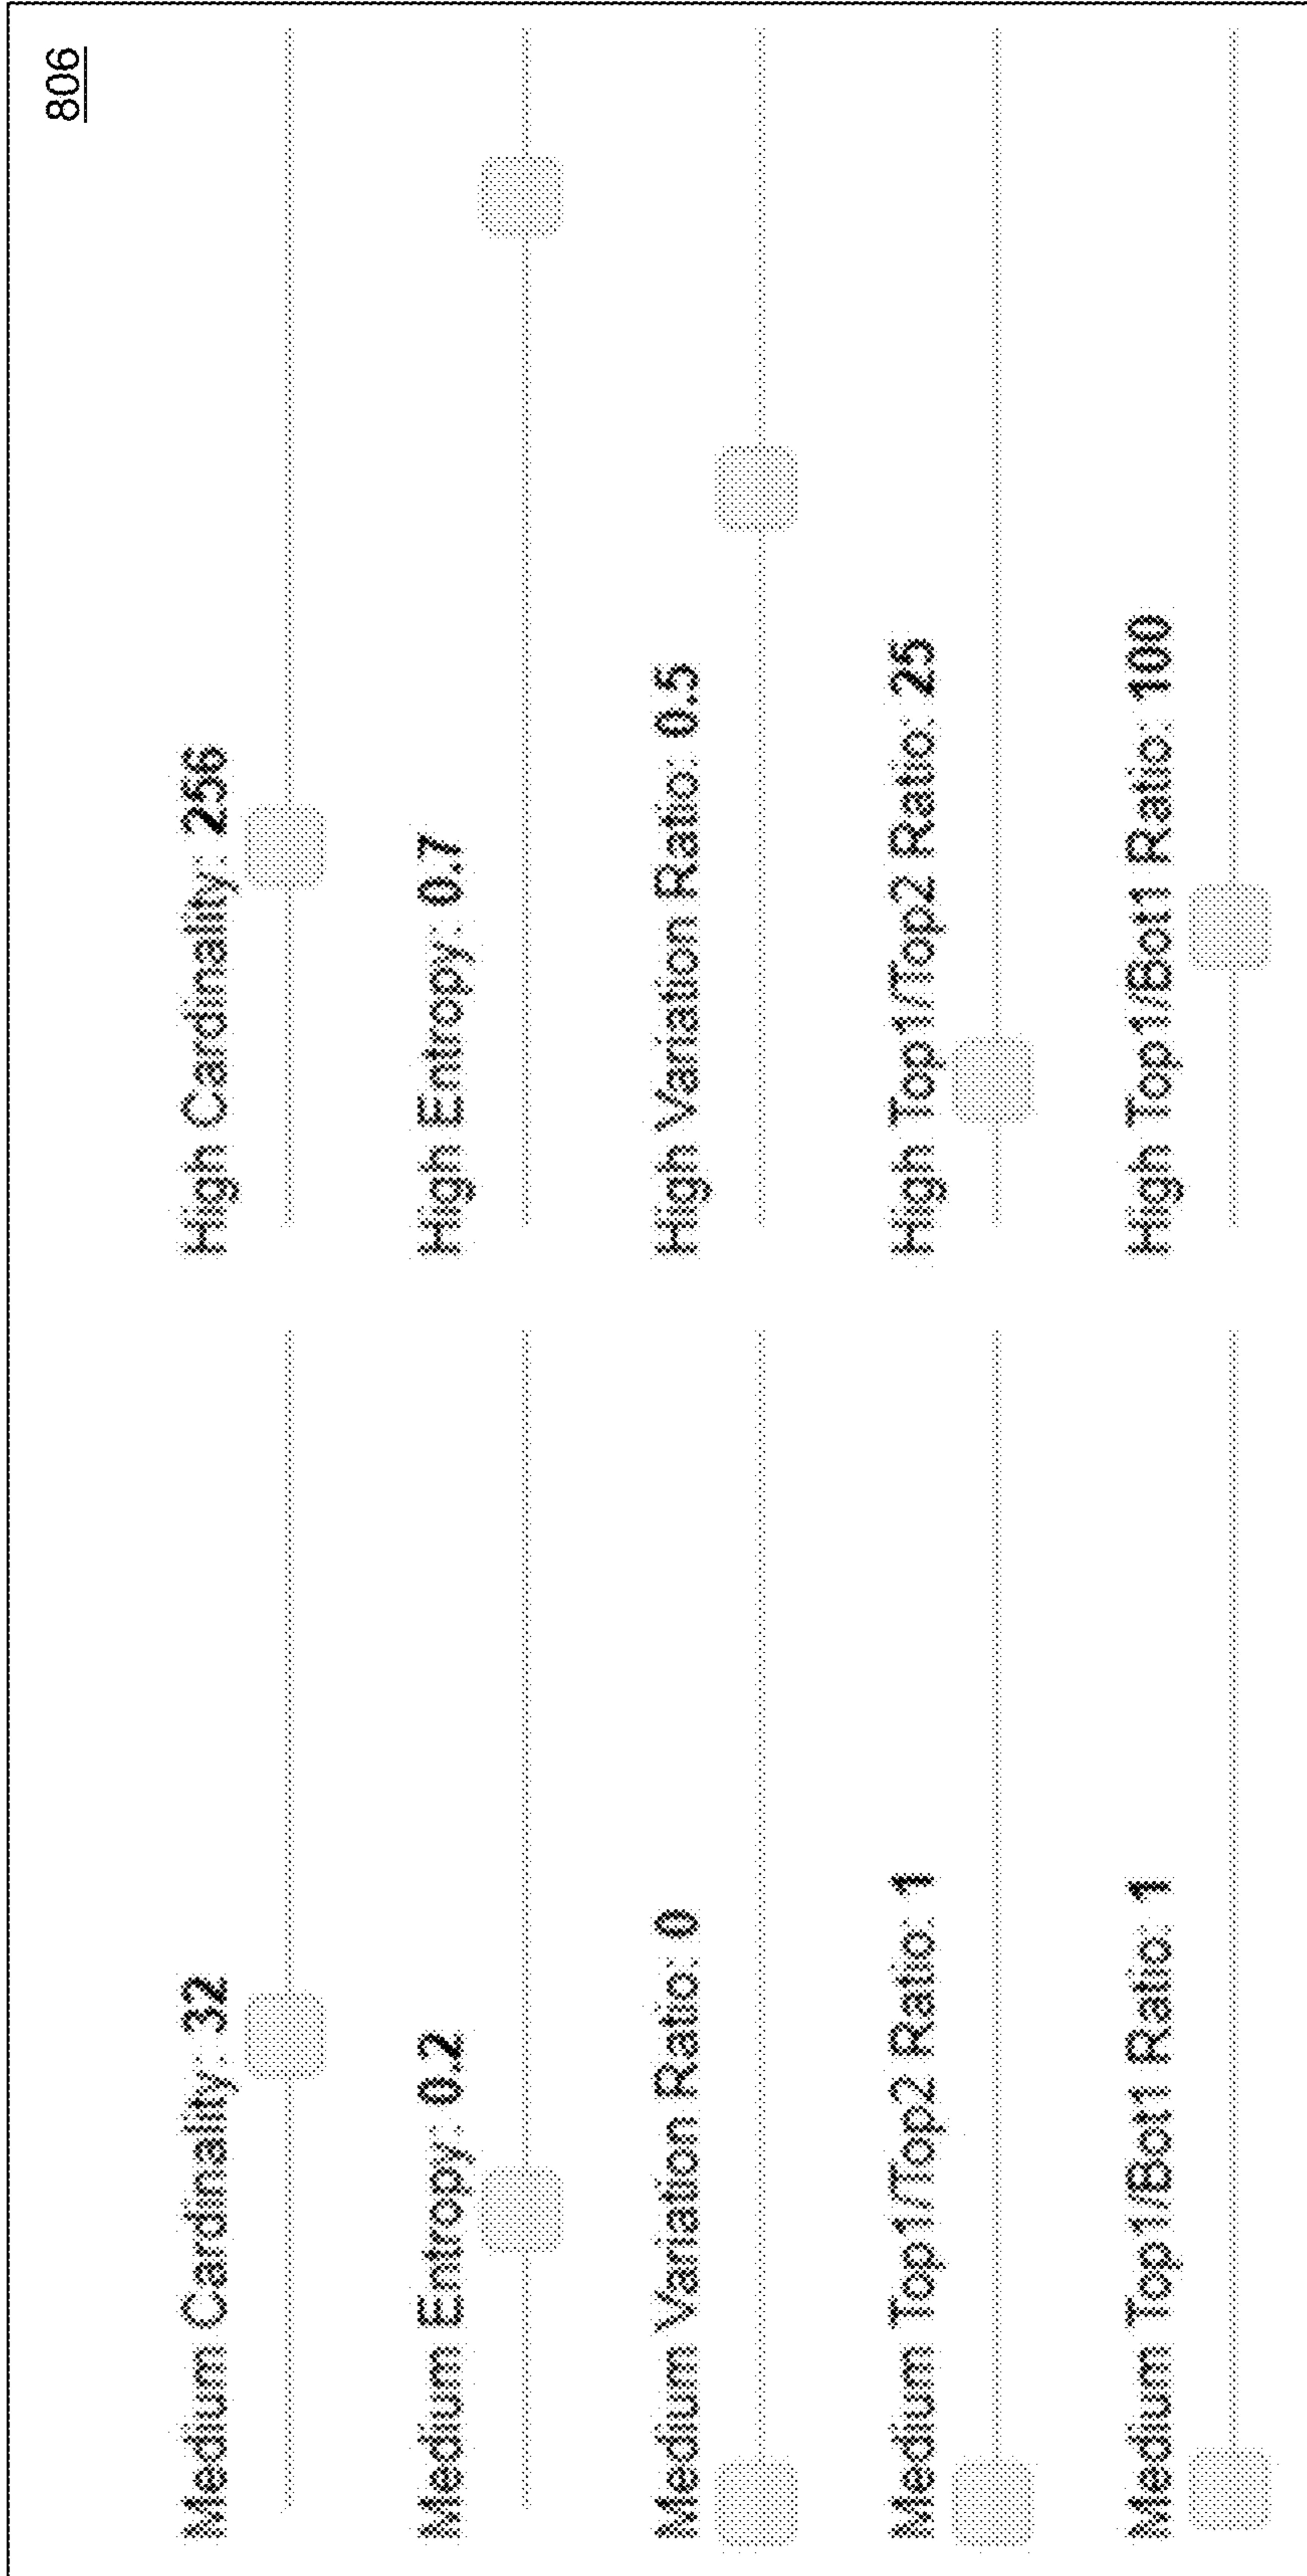 806
Medium Cardinality: 32
High Cardinality: 256
Medium Entropy: 0.2
High Entropy: 0.7
Medium Variation Ratio: 0
High Variation Ratio: 0.5
Medium Top1/Top2 Ratio: 1
High Top1/Top2 Ratio: 25
Medium Top1/Bot1 Ratio: 1
High Top1/Bot1 Ratio: 100